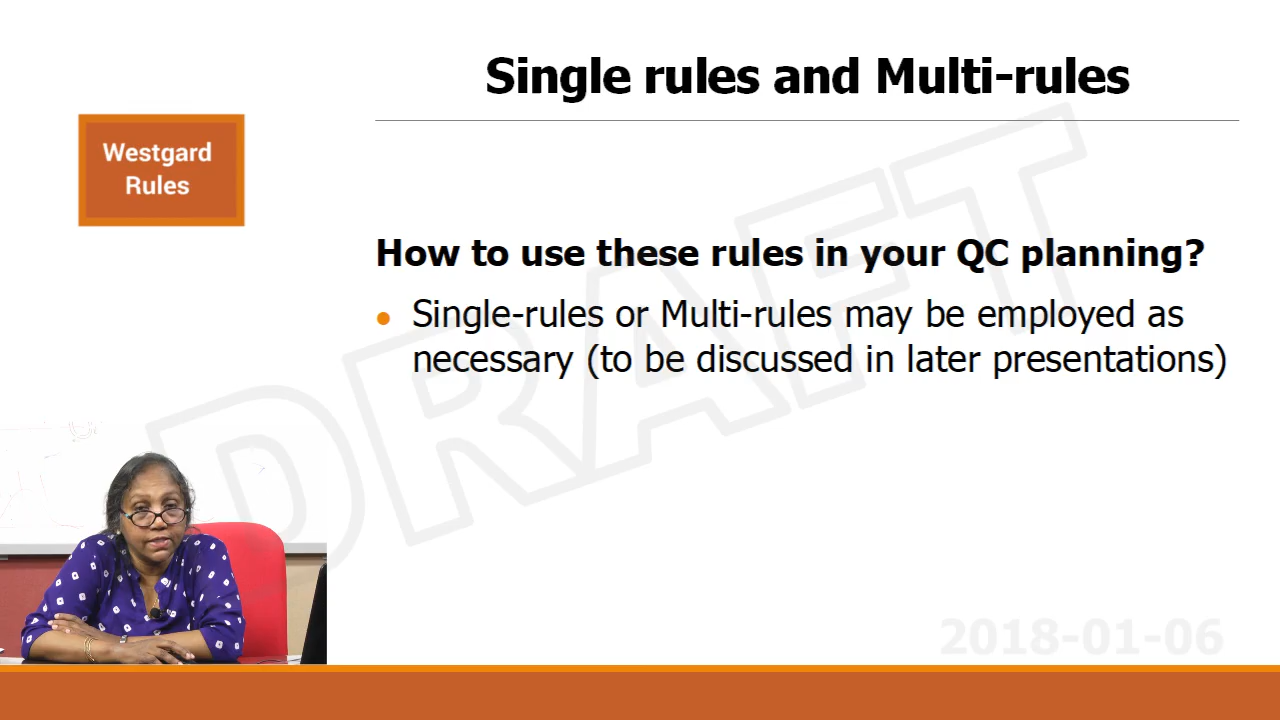 Single rules and Multi-rules
Westgard
Rules
How to use these rules in your QC planning?
• Single-rules or Multi-rules may be employed as
necessary (to be discussed in later presentations)
DRAFT
2018-01-06